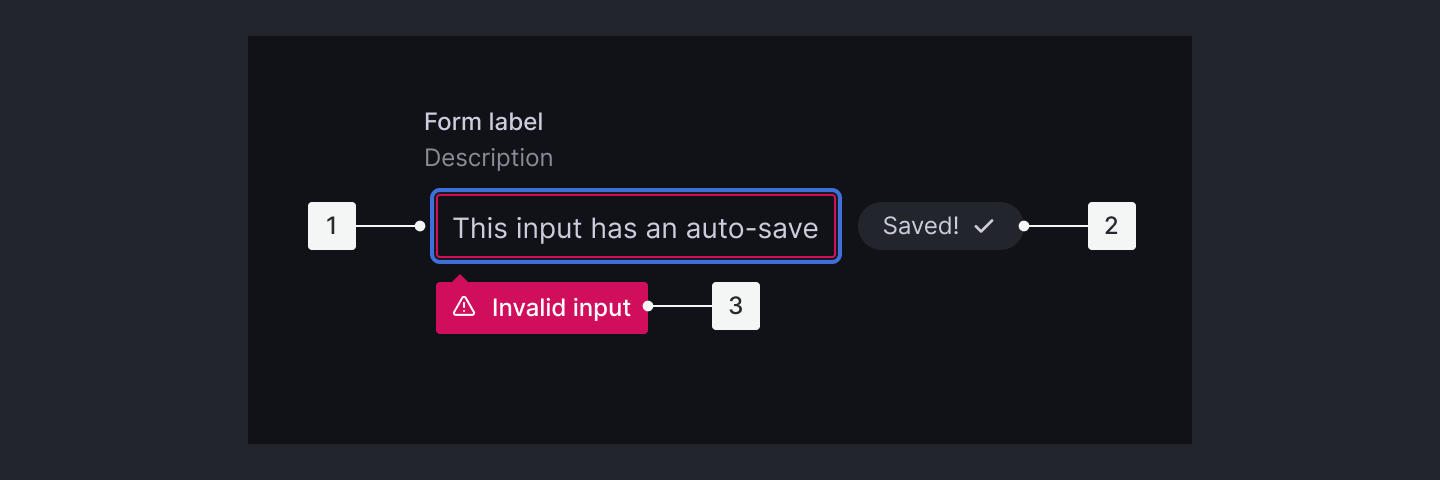 Form label
Description
1
This input has an auto-save
Saved!
2
Invalid input
3